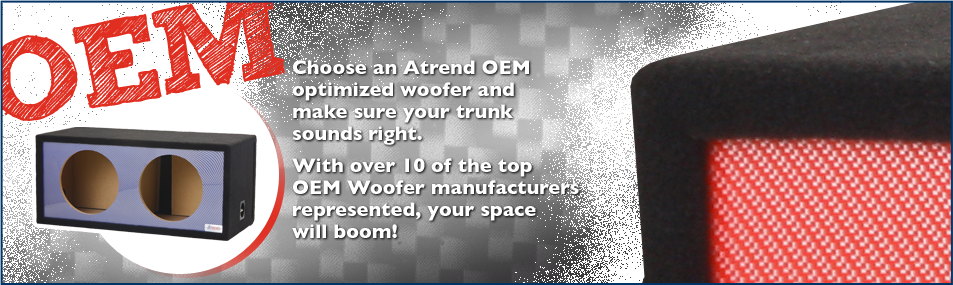 OEM
Choose an Atrend OEM
optimized woofer and
make sure your trunk
sounds right.
With over 10 of the top
OEM Woofer manufacturers
represented, your space
will boom!